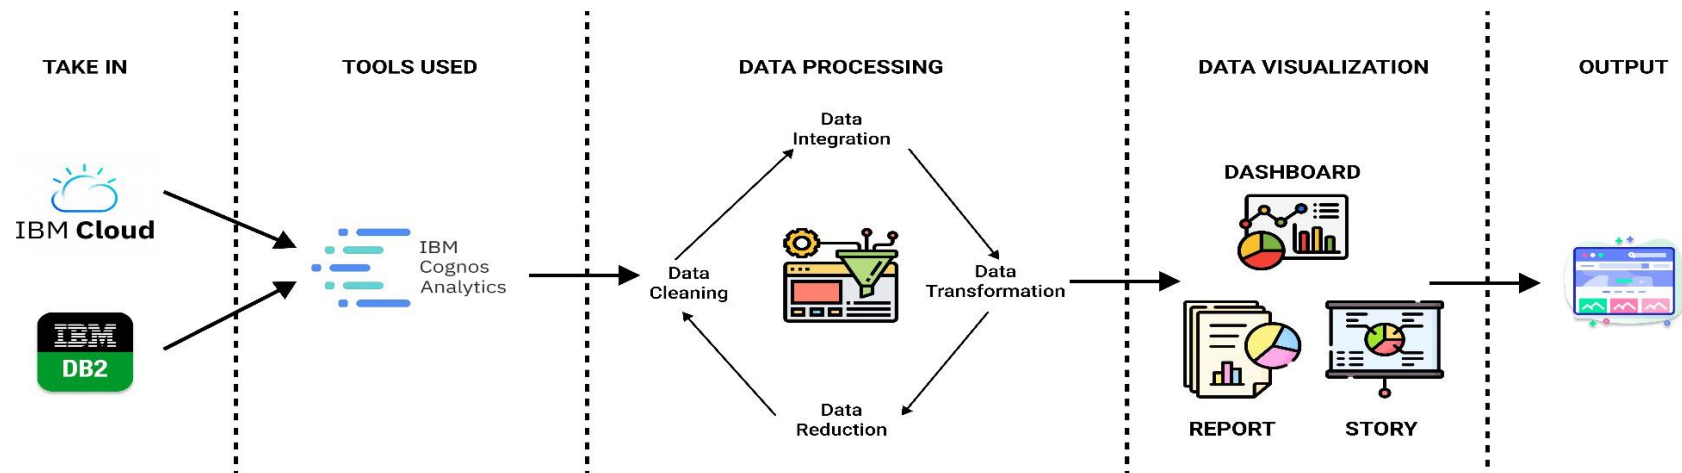 TAKE IN
TOOLS USED
DATA PROCESSING
DATA VISUALIZATION
OUTPUT
IBM Cloud
IBM
DB2
IBM
Cognos
Analytics
Data
Integration
Data
Cleaning
Data
Transformation
Data
Reduction
DASHBOARD
REPORT
STORY